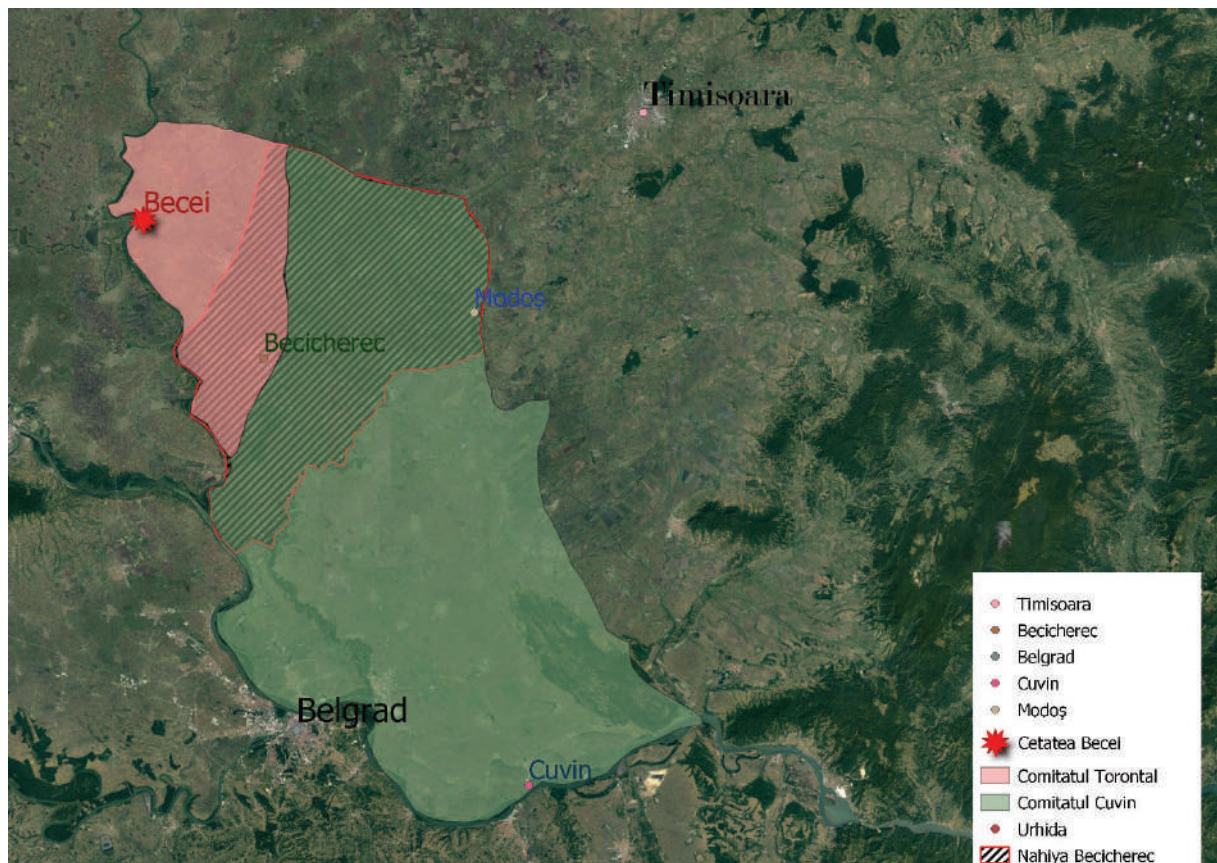 Timisoara
Becei
Modoș
Becicherec
Belgrad
Cuvin
Timisoara
Becicherec
Belgrad
Cuvin
Modoș
Cetatea Becei
Comitatul Torontal
Comitatul Cuvin
Urhida
Nahiya Becicherec